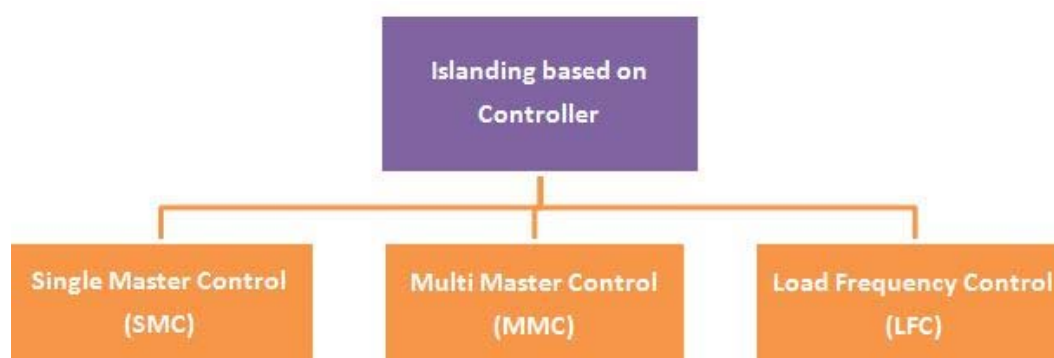 Islanding based on
Controller
Single Master Control
(SMC)
Multi Master Control
(MMC)
Load Frequency Control
(LFC)